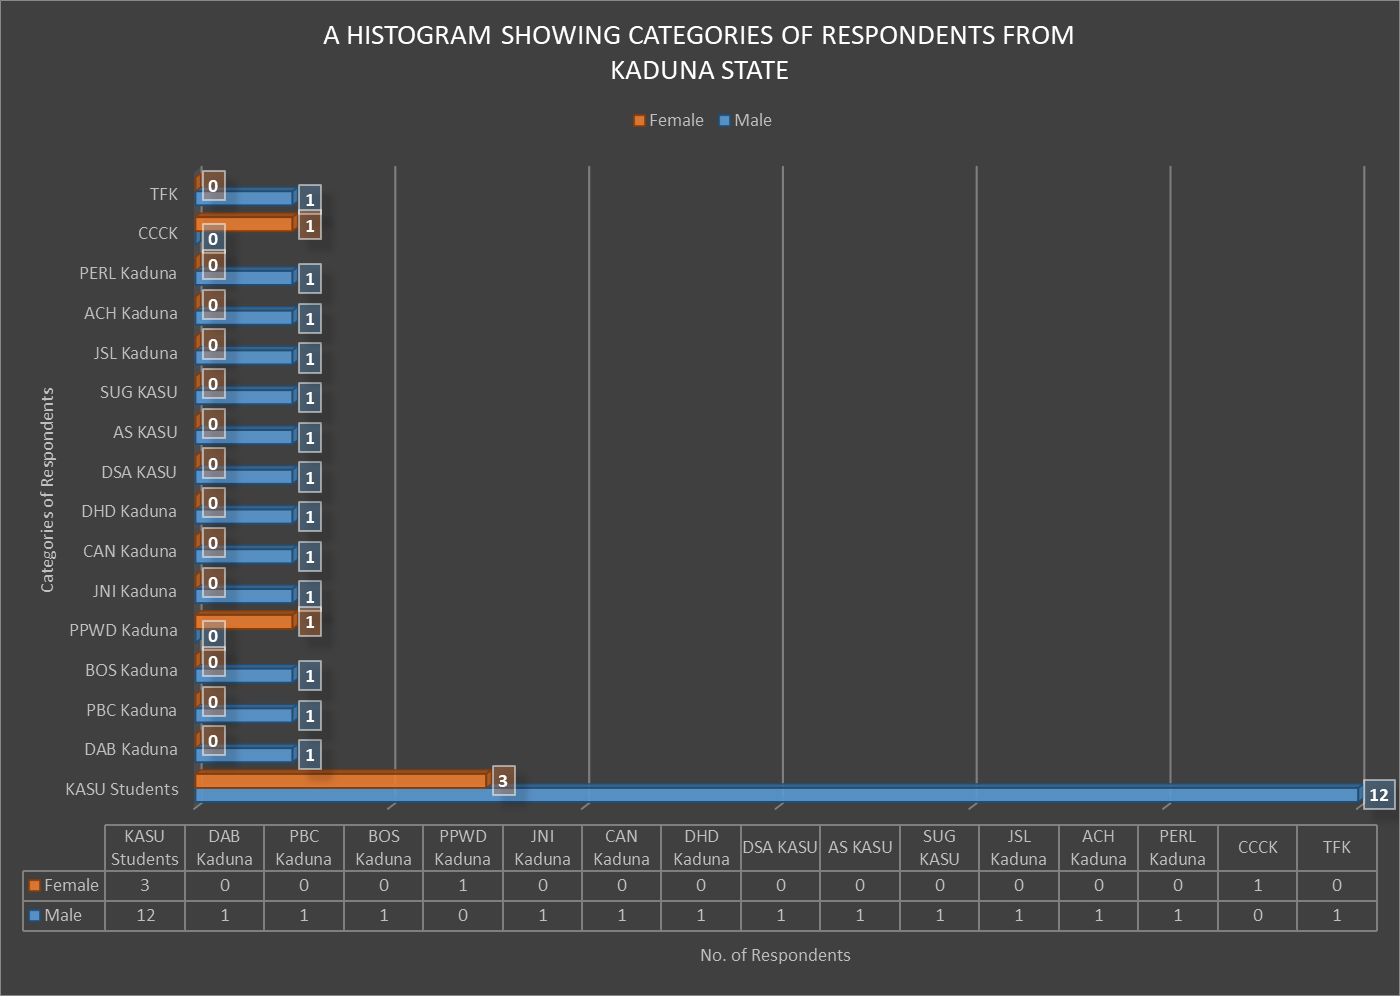 A HISTOGRAM SHOWING CATEGORIES OF RESPONDENTS FROM
KADUNA STATE
Female Male
Categories of Respondents
TFK 0 1
CCCK 1 0
PERL Kaduna 0 1
ACH Kaduna 0 1
JSL Kaduna 0 1
SUG KASU 0 1
AS KASU 0 1
DSA KASU 0 1
DHD Kaduna 0 1
CAN Kaduna 0 1
JNI Kaduna 0 1
PPWD Kaduna 1 0
BOS Kaduna 0 1
PBC Kaduna 0 1
DAB Kaduna 0 1
KASU Students 3 12
KASU Students DAB Kaduna PBC Kaduna BOS Kaduna PPWD Kaduna JNI Kaduna CAN Kaduna DHD Kaduna DSA KASU AS KASU SUG KASU JSL Kaduna ACH Kaduna PERL Kaduna CCCK TFK
Female 3 0 0 0 1 0 0 0 0 0 0 0 0 0 1 0
Male 12 1 1 1 0 1 1 1 1 1 1 1 1 1 0 1
No. of Respondents